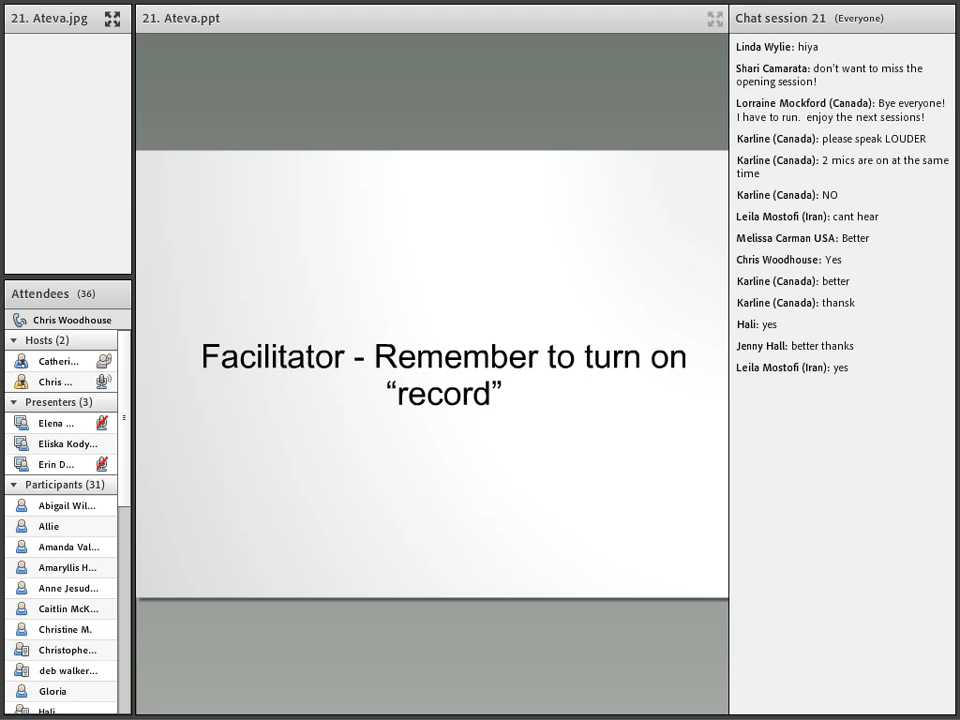 21. Ateva.jpg
Attendees (36)
Chris Woodhouse
Hosts (2)
Catheri...
Chris ...
Presenters (3)
Elena ...
Eliska Kody...
Erin D...
Participants (31)
Abigail Wil...
Allie
Amanda Val...
Amaryllis H...
Anne Jesud...
Caitlin McK...
Christine M.
Christophe...
deb walker...
Gloria
Hali
21. Ateva.ppt
Facilitator - Remember to turn on
“record”
Chat session 21 (Everyone)
Linda Wylie: hiya
Shari Camarata: don't want to miss the
opening session!
Lorraine Mockford (Canada): Bye everyone!
I have to run. enjoy the next sessions!
Karline (Canada): please speak LOUDER
Karline (Canada): 2 mics are on at the same
time
Karline (Canada): NO
Leila Mostofi (Iran): cant hear
Melissa Carman USA: Better
Chris Woodhouse: Yes
Karline (Canada): better
Karline (Canada): thansk
Hali: yes
Jenny Hall: better thanks
Leila Mostofi (Iran): yes